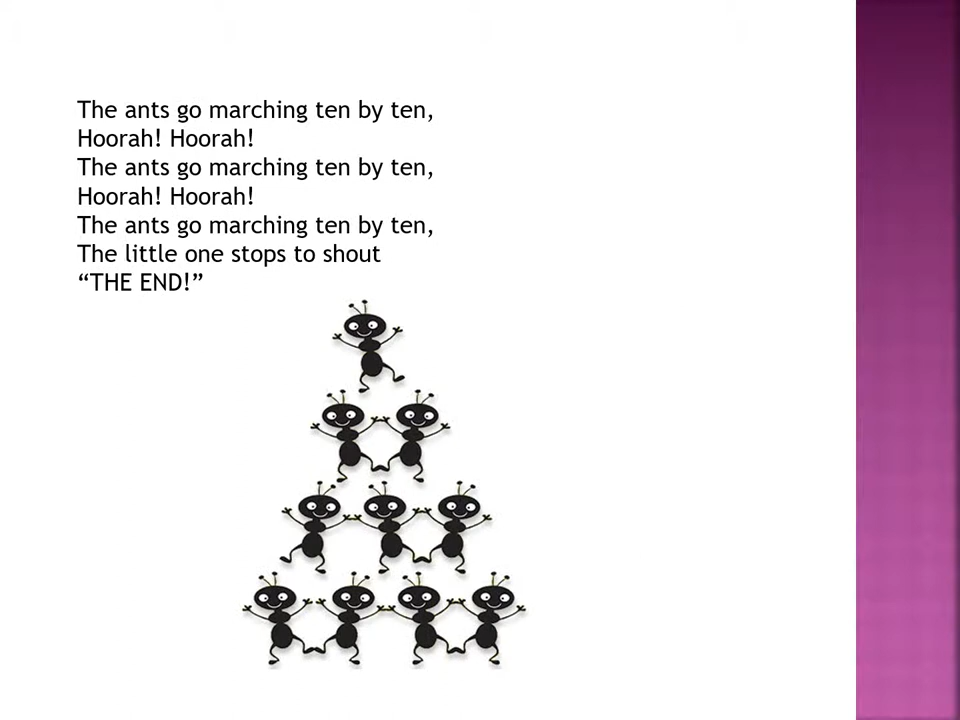 The ants go marching ten by ten,
Hoorah! Hoorah!
The ants go marching ten by ten,
Hoorah! Hoorah!
The ants go marching ten by ten,
The little one stops to shout
“THE END!”